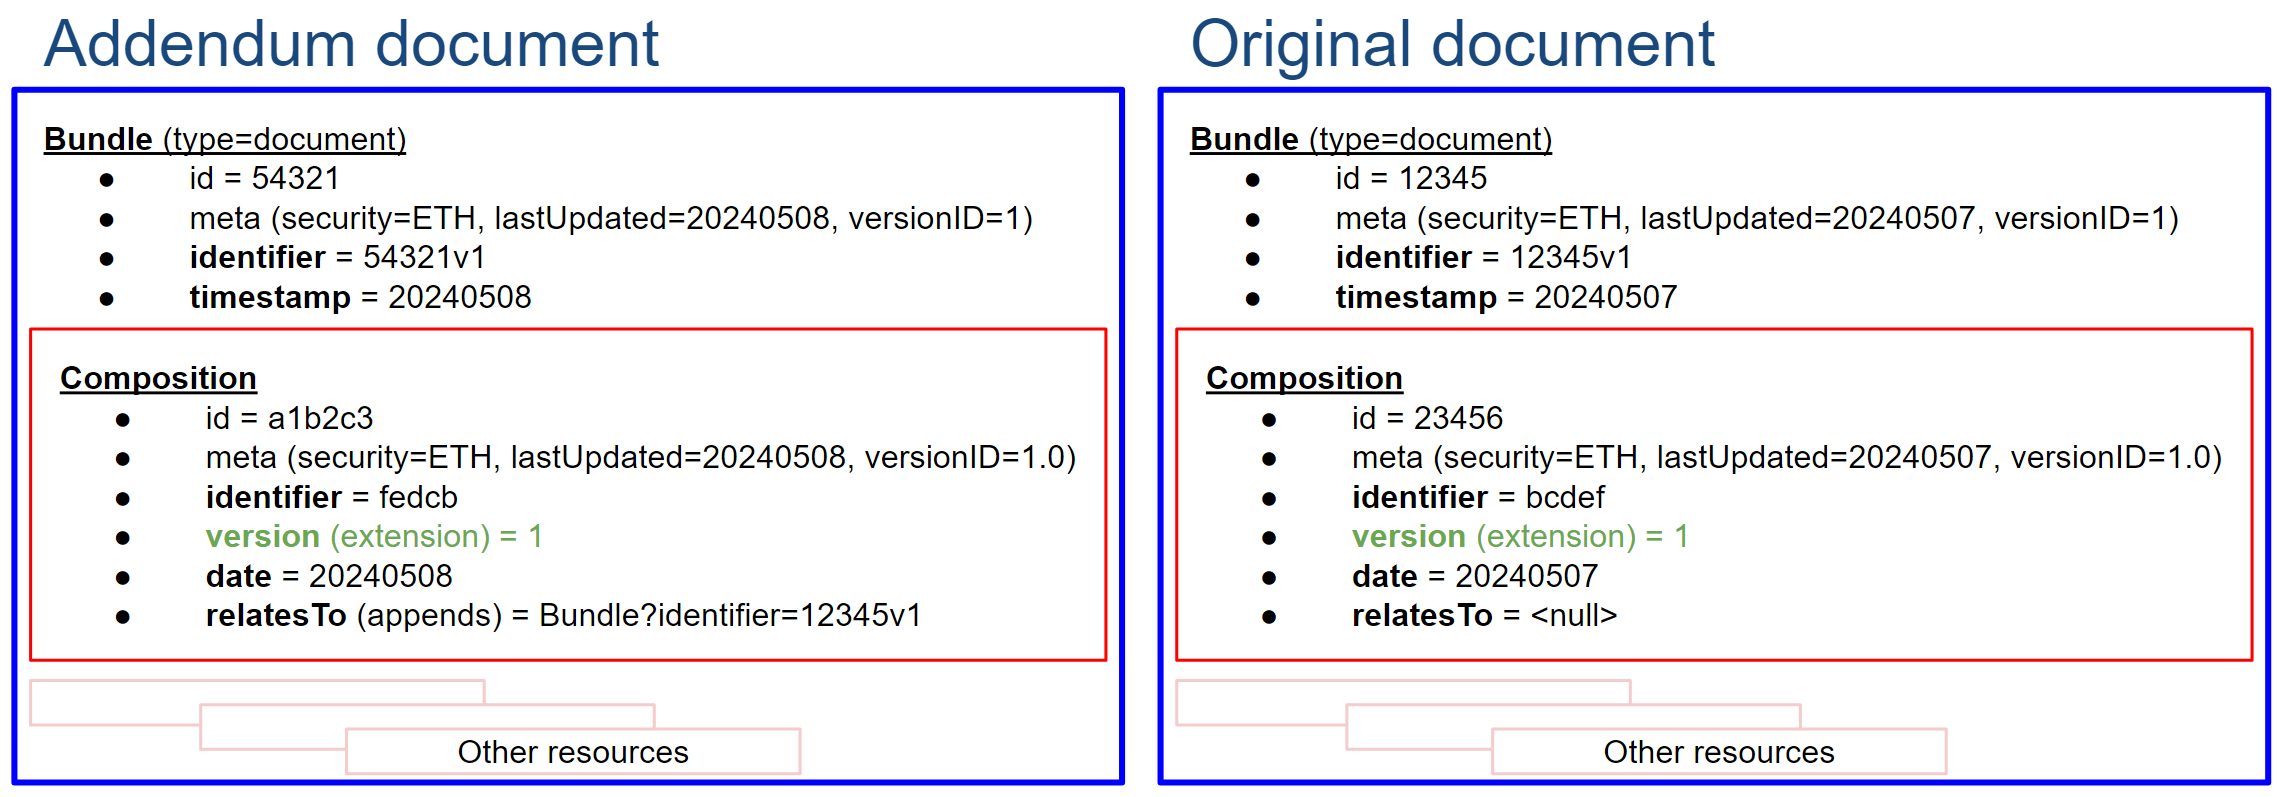 Addendum document
Bundle (type=document)
● id = 54321
● meta (security=ETH, lastUpdated=20240508, versionID=1)
● identifier = 54321v1
● timestamp = 20240508
Composition
● id = a1b2c3
● meta (security=ETH, lastUpdated=20240508, versionID=1.0)
● identifier = fedcb
● version (extension) = 1
● date = 20240508
● relatesTo (appends) = Bundle?identifier=12345v1
Other resources
Original document
Bundle (type=document)
● id = 12345
● meta (security=ETH, lastUpdated=20240507, versionID=1)
● identifier = 12345v1
● timestamp = 20240507
Composition
● id = 23456
● meta (security=ETH, lastUpdated=20240507, versionID=1.0)
● identifier = bcdef
● version (extension) = 1
● date = 20240507
● relatesTo = <null>
Other resources